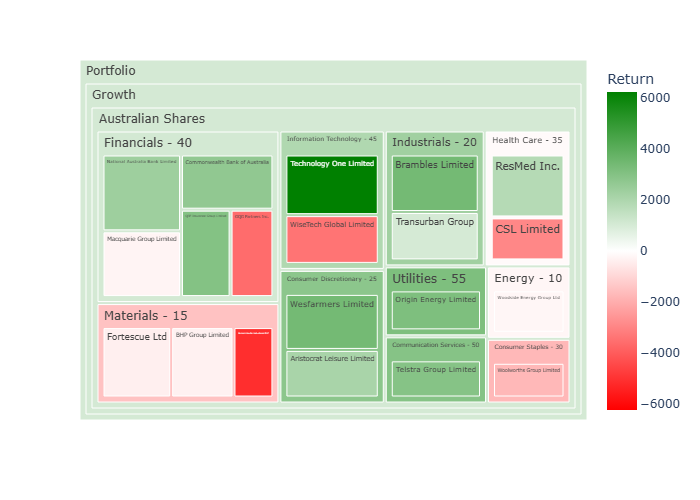 Portfolio
Growth
Australian Shares
Financials - 40
National Australia Bank Limited
Commonwealth Bank of Australia
Macquarie Group Limited
Materials - 15
Fortescue Ltd
BHP Group Limited
Information Technology - 45
Technology One Limited
WiseTech Global Limited
Consumer Discretionary - 25
Wesfarmers Limited
Aristocrat Leisure Limited
Industrials - 20
Brambles Limited
Transurban Group
Utilities - 55
Origin Energy Limited
Communication Services - 50
Telstra Group Limited
Health Care - 35
ResMed Inc.
CSL Limited
Energy - 10
Woodside Energy Group Ltd
Consumer Staples - 30
Woolworths Group Limited
Return
6000
4000
2000
0
−2000
−4000
−6000